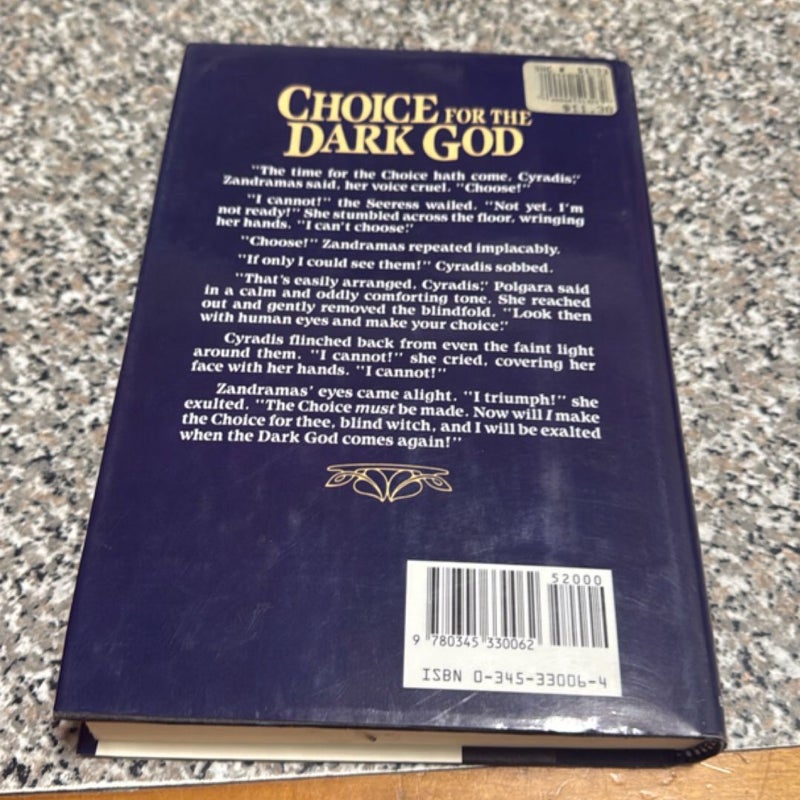 CHOICE FOR THE
DARK GOD
"The time for the Choice hath come, Cyradis,"
Zandramas said, her voice cruel. "Choose!"
"I cannot!" the Seeress wailed. "Not yet. I'm
not ready!" She stumbled across the floor, wringing
her hands. "I can't choose!"
"Choose!" Zandramas repeated implacably.
"If only I could see them!" Cyradis sobbed.
"That's easily arranged, Cyradis," Polgara said
in a calm and oddly comforting tone. She reached
out and gently removed the blindfold. "Look then
with human eyes and make your choice."
Cyradis flinched back from even the faint light
around them. "I cannot!" she cried, covering her
face with her hands. "I cannot!"
Zandramas' eyes came alight. "I triumph!" she
exulted. "The Choice must be made. Now will I make
the Choice for thee, blind witch, and I will be exalted
when the Dark God comes again!"
52000
9 780345 330062
ISBN 0-345-33006-4